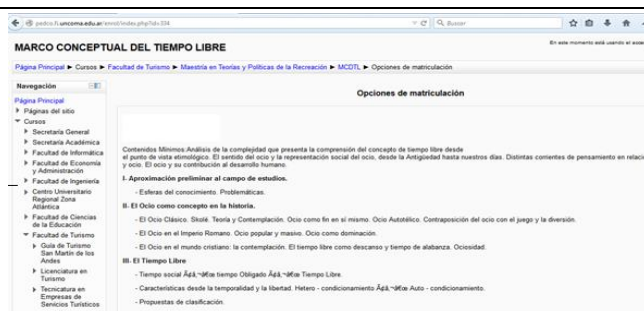 pedco.fi.uncoma.edu.ar/enrol/index.php?id=334
Buscar
MARCO CONCEPTUAL DEL TIEMPO LIBRE
En este momento está usando el acce
Página Principal ► Cursos ► Facultad de Turismo ► Maestría en Teorías y Políticas de la Recreación ► MCDTL ► Opciones de matriculación
Navegación
Página Principal
Páginas del sitio
Cursos
Secretaría General
Secretaría Académica
Facultad de Informática
Facultad de Economía
y Administración
Facultad de Ingeniería
Centro Universitario
Regional Zona
Atlántica
Facultad de Ciencias
de la Educación
Facultad de Turismo
Guía de Turismo
San Martín de los
Andes
Licenciatura en
Turismo
Tecnicatura en
Empresas de
Servicios Turísticos
Opciones de matriculación
Contenidos Mínimos:Análisis de la complejidad que presenta la comprensión del concepto de tiempo libre desde
el punto de vista etimológico. El sentido del ocio y la representación social del ocio, desde la Antigüedad hasta nuestros días. Distintas corrientes de pensamiento en relaci
y ocio. El ocio y su contribución al desarrollo humano.
I- Aproximación preliminar al campo de estudios.
- Esferas del conocimiento. Problemáticas.
II- El Ocio como concepto en la historia.
- El Ocio Clásico. Skolé. Teoría y Contemplación. Ocio como fin en sí mismo. Ocio Autotélico. Contraposición del ocio con el juego y la diversión.
- El Ocio en el Imperio Romano. Ocio popular y masivo. Ocio como dominación.
- El Ocio en el mundo cristiano: la contemplación. El tiempo libre como descanso y tiempo de alabanza. Ociosidad.
III- El Tiempo Libre
- Tiempo social Ã¢â‚¬â€œ tiempo Obligado Ã¢â‚¬â€œ Tiempo Libre.
- Características desde la temporalidad y la libertad. Hetero - condicionamiento Ã¢â‚¬â€œ Auto - condicionamiento.
- Propuestas de clasificación.